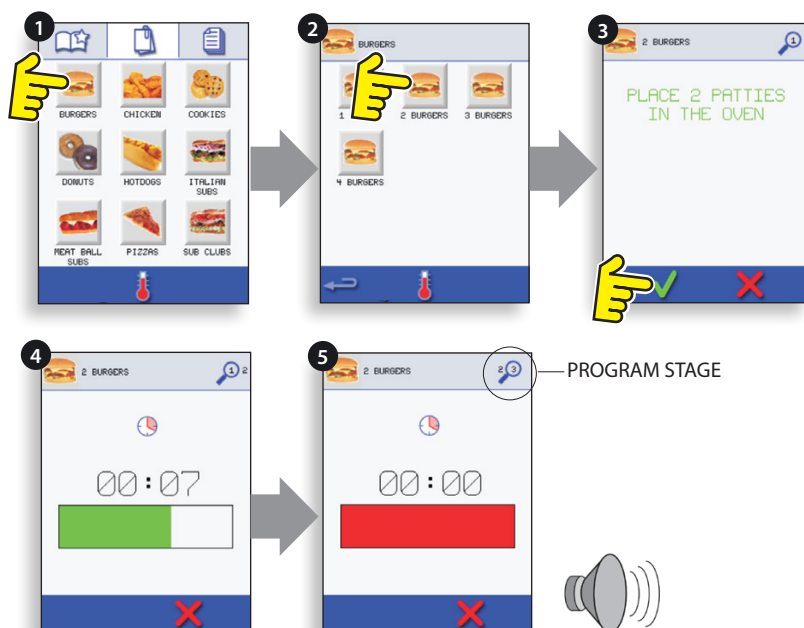 1
BURGERS
CHICKEN
COOKIES
DONUTS
HOTDOGS
ITALIAN
SUBS
MEAT BALL
SUBS
PIZZAS
SUB CLUBS
2
BURGERS
1
2 BURGERS
3 BURGERS
4 BURGERS
3
2 BURGERS
1
PLACE 2 PATTIES
IN THE OVEN
4
2 BURGERS
1 2
00:07
5
2 BURGERS
2 3
PROGRAM STAGE
00:00